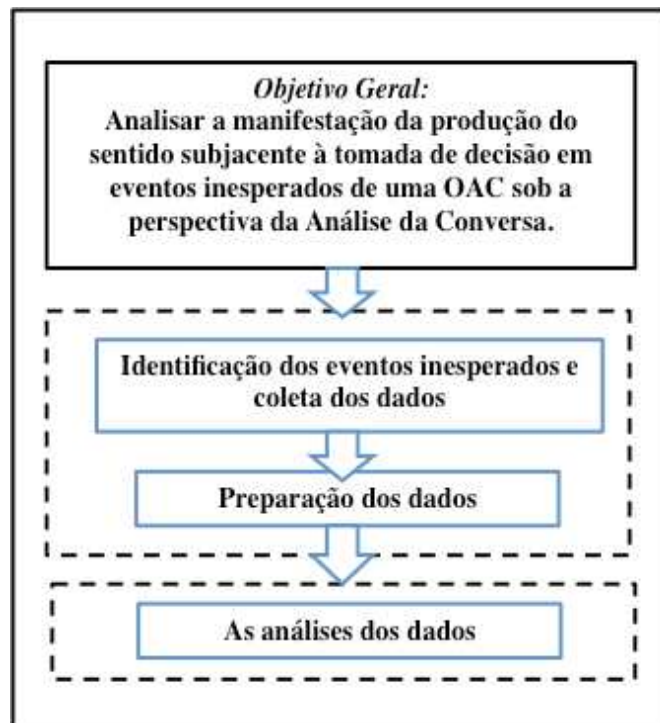 Objetivo Geral:
Analisar a manifestação da produção do
sentido subjacente à tomada de decisão em
eventos inesperados de uma OAC sob a
perspectiva da Análise da Conversa.
Identificação dos eventos inesperados e
coleta dos dados
Preparação dos dados
As análises dos dados